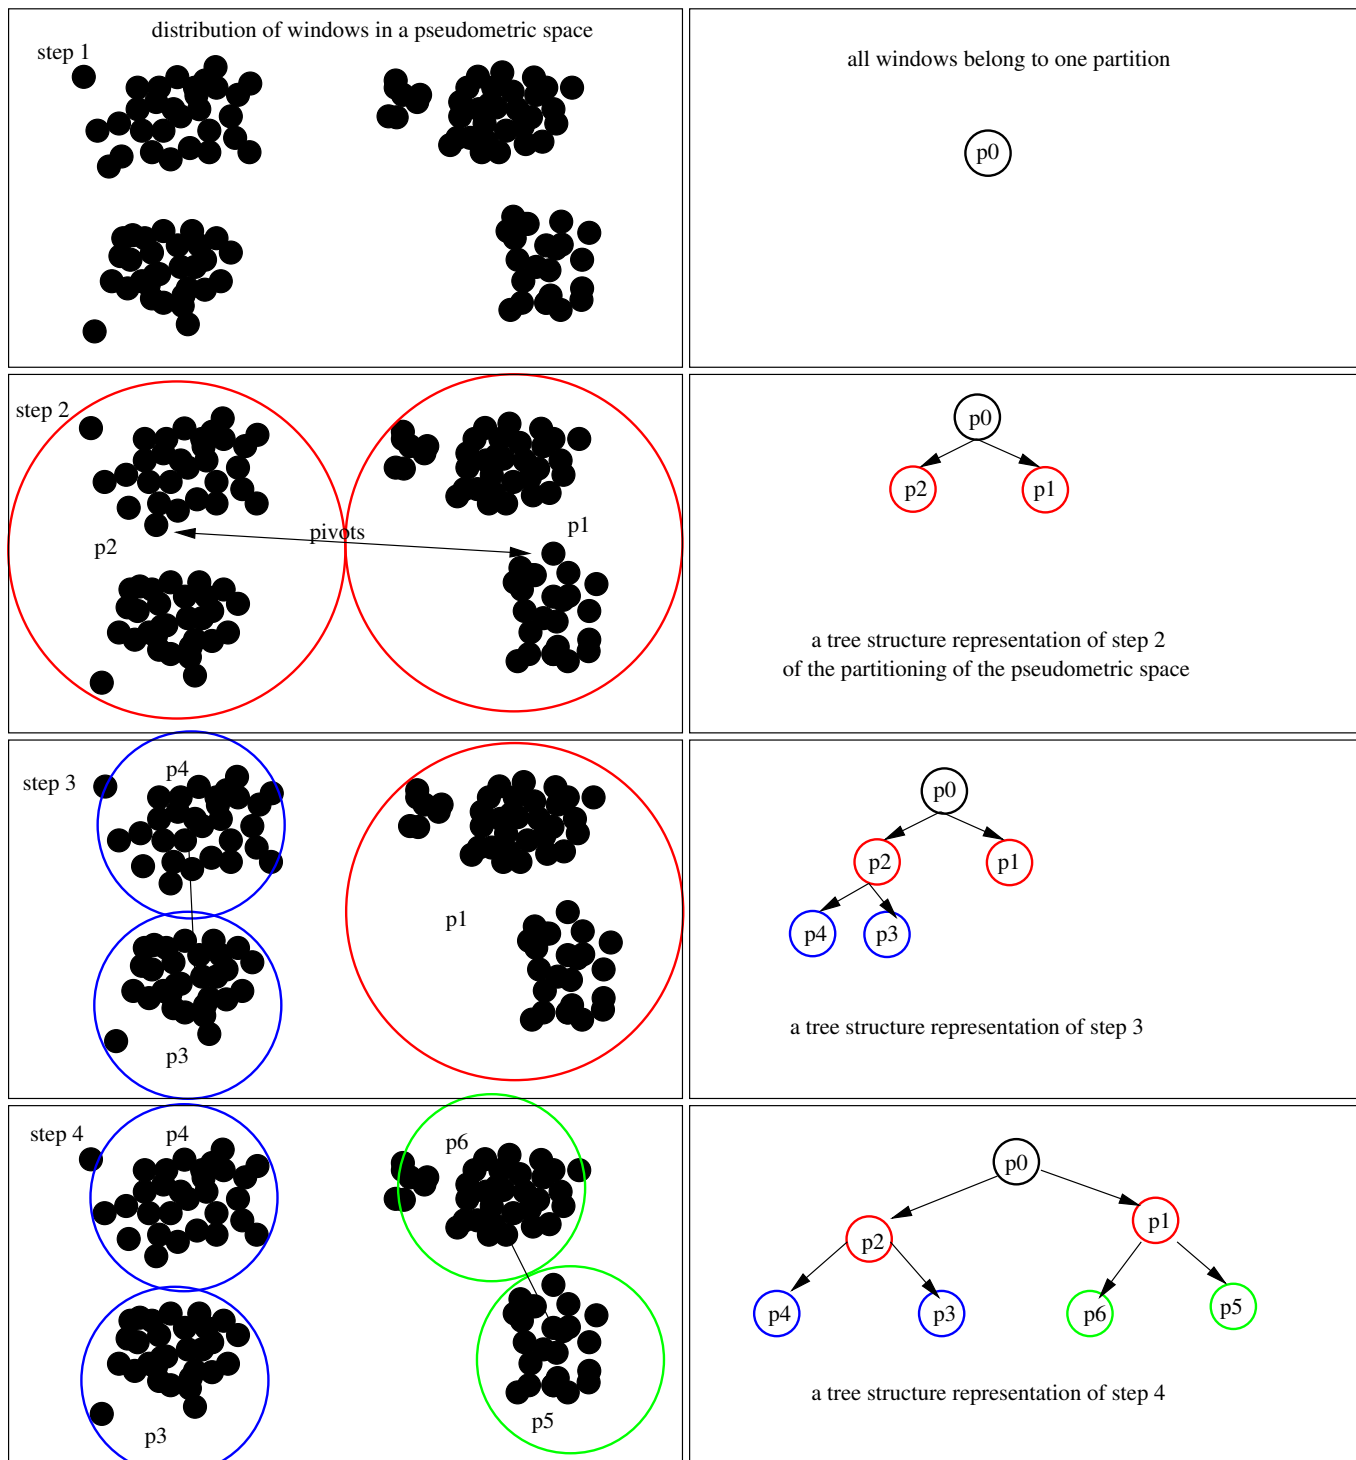 distribution of windows in a pseudometric space
step 1
all windows belong to one partition
p0
step 2
pivots
p1
p2
p0
p2
p1
a tree structure representation of step 2
of the partitioning of the pseudometric space
step 3
p4
p1
p3
p0
p2
p1
p4
p3
a tree structure representation of step 3
step 4
p4
p6
p5
p3
p0
p1
p2
p4
p3
p6
p5
a tree structure representation of step 4